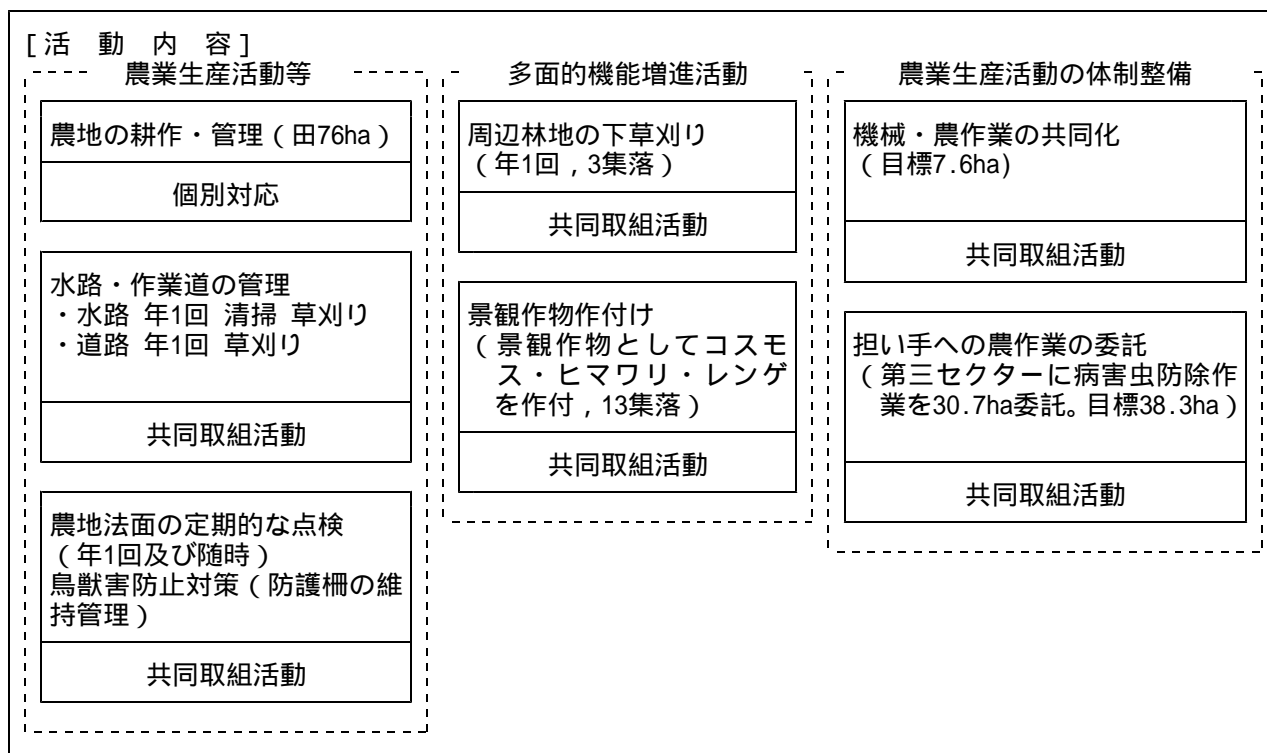 [活　動　内　容]
農業生産活動等
農地の耕作・管理（田76ha）
個別対応
水路・作業道の管理
・水路 年1回 清掃 草刈り
・道路 年1回 草刈り
共同取組活動
農地法面の定期的な点検
（年1回及び随時）
鳥獣害防止対策（防護柵の維
持管理）
共同取組活動
多面的機能増進活動
周辺林地の下草刈り
（年1回，3集落）
共同取組活動
景観作物作付け
（景観作物としてコスモ
ス・ヒマワリ・レンゲ
を作付，13集落）
共同取組活動
農業生産活動の体制整備
機械・農作業の共同化
（目標7.6ha)
共同取組活動
担い手への農作業の委託
（第三セクターに病害虫防除作
業を30.7ha委託。目標38.3ha）
共同取組活動